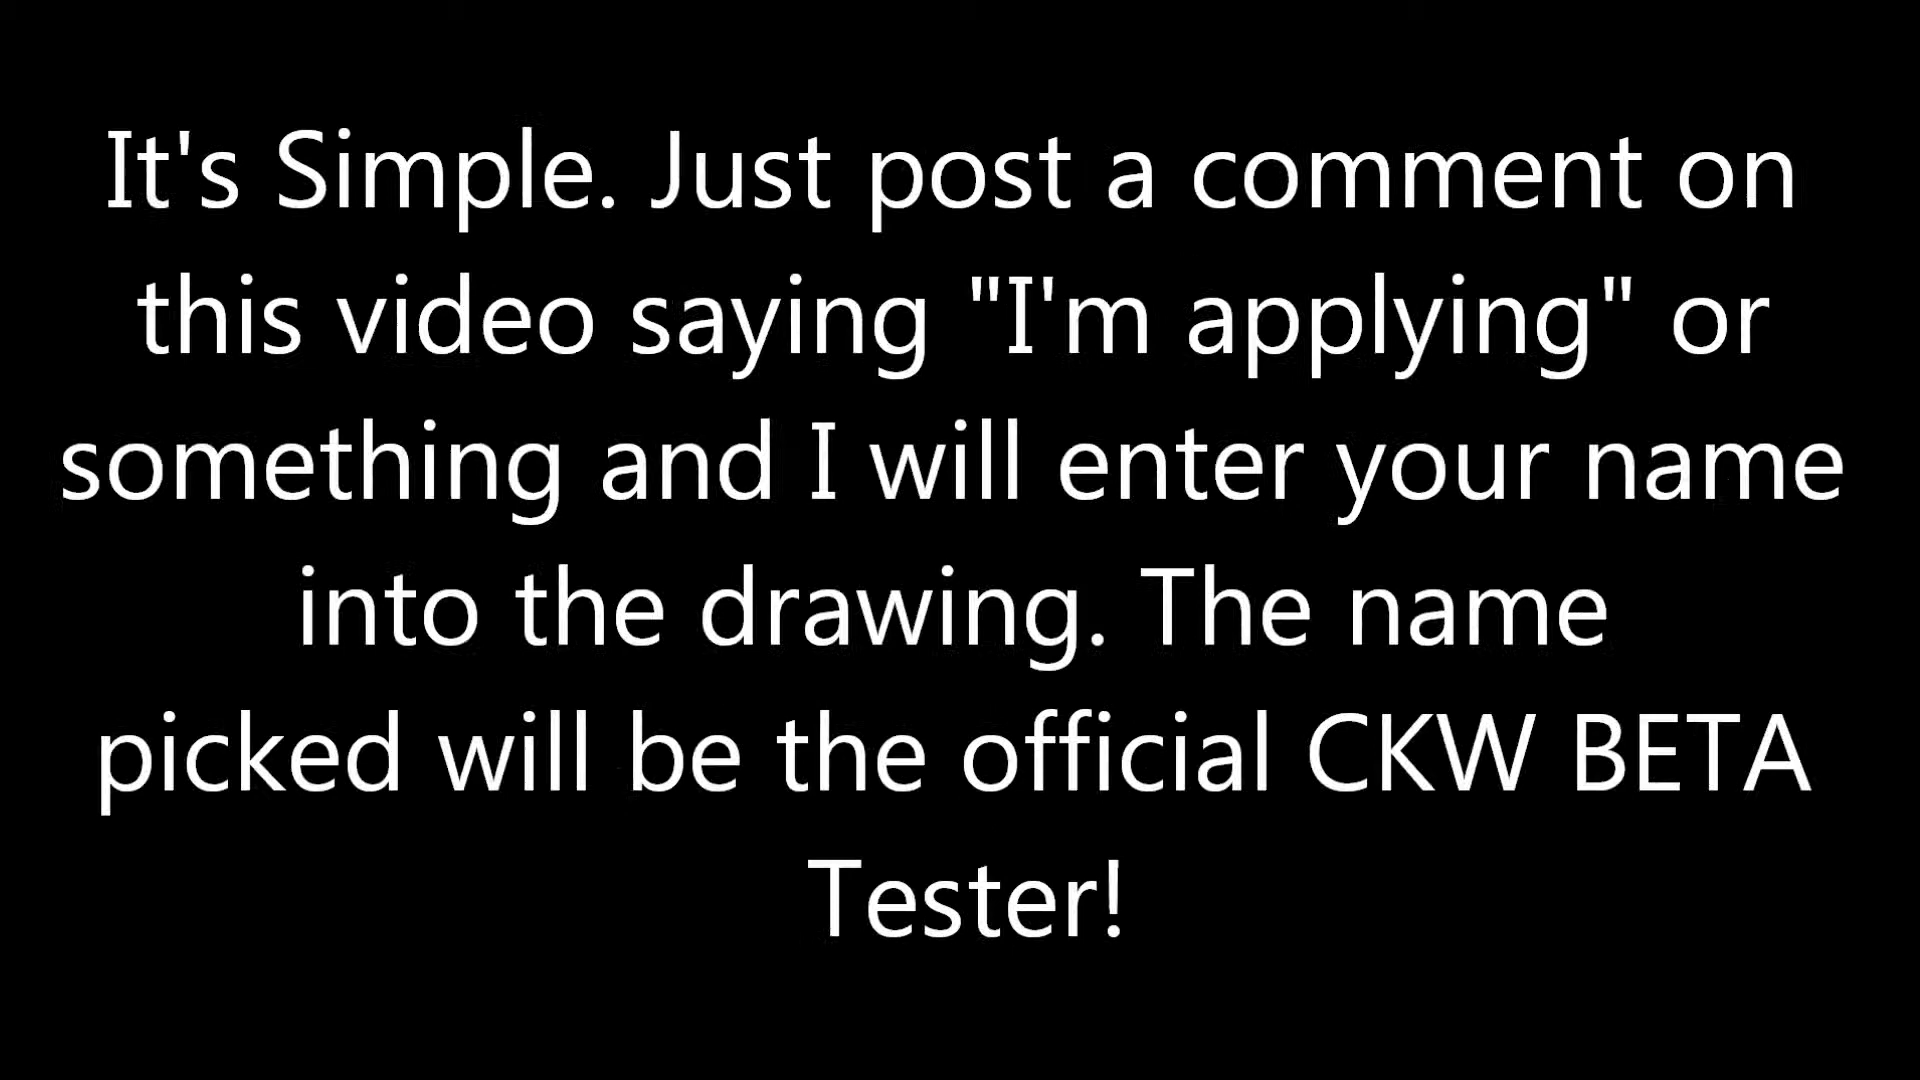 It's Simple. Just post a comment on
this video saying "I'm applying" or
something and I will enter your name
into the drawing. The name
picked will be the official CKW BETA
Tester!